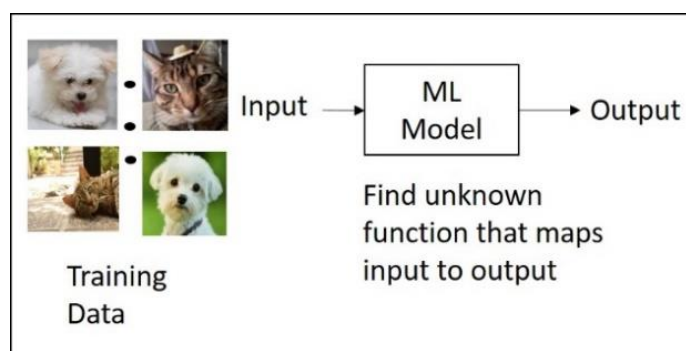 Input
ML
Model
Output
Find unknown
function that maps
input to output
Training
Data